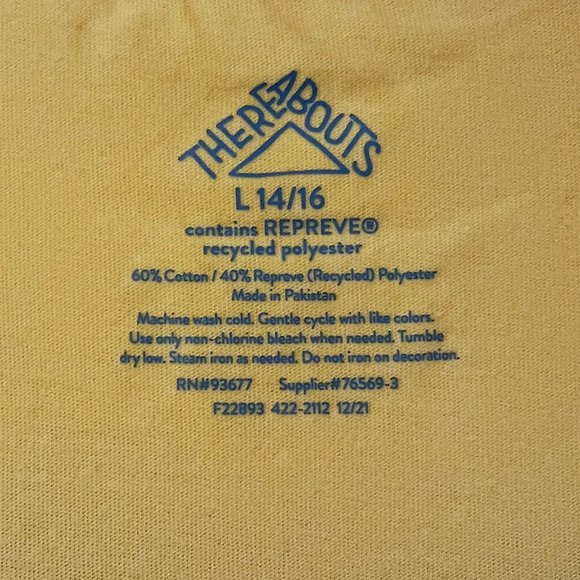 THEREABOUTS
L 14/16
contains REPREVE®
recycled polyester
60% Cotton / 40% Repreve (Recycled) Polyester
Made in Pakistan
Machine wash cold. Gentle cycle with like colors.
Use only non-chlorine bleach when needed. Tumble
dry low. Steam iron as needed. Do not iron on decoration.
RN#93677 Supplier#76569-3
F22893 422-2112 12/21